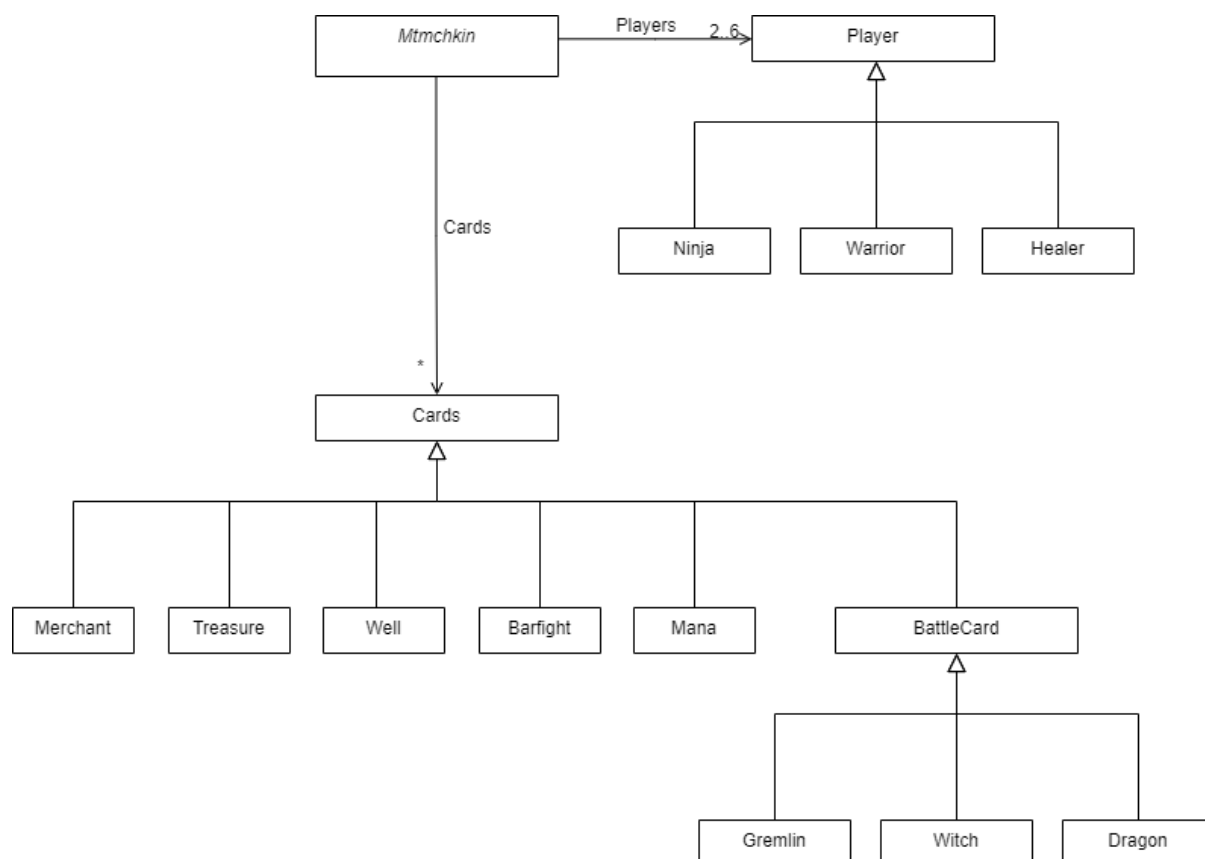 Mtmchkin
Players
2..6
Player
Ninja
Warrior
Healer
Cards
*
Cards
Merchant
Treasure
Well
Barfight
Mana
BattleCard
Gremlin
Witch
Dragon